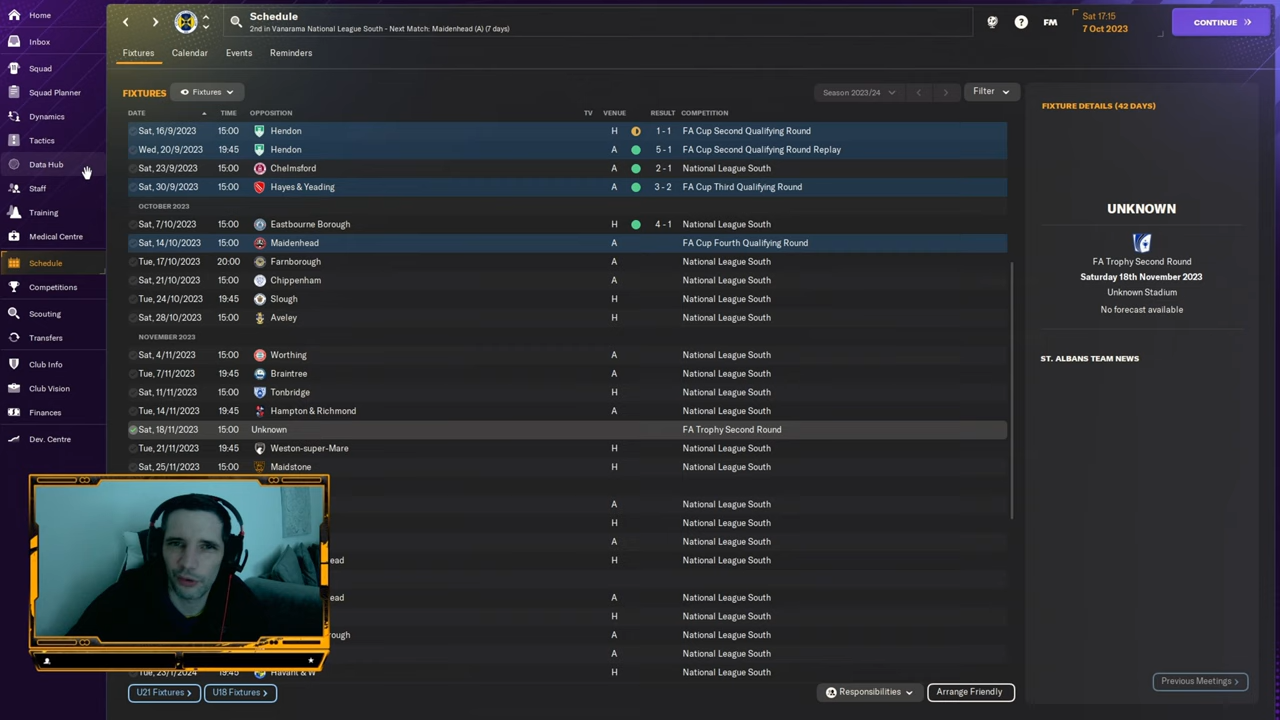 Home
Inbox
Squad
Squad Planner
Dynamics
Tactics
Data Hub
Staff
Training
Medical Centre
Schedule
Competitions
Scouting
Transfers
Club Info
Club Vision
Finances
Dev. Centre
Schedule
2nd in Vanarama National League South - Next Match: Maidenhead (A) (7 days)
FM
Sat 17:15
7 Oct 2023
CONTINUE
Fixtures Calendar Events Reminders
FIXTURES Fixtures Season 2023/24 Filter
DATE TIME OPPOSITION TV VENUE RESULT COMPETITION
Sat, 16/9/2023 15:00 Hendon H 1 - 1 FA Cup Second Qualifying Round
Wed, 20/9/2023 19:45 Hendon A 5 - 1 FA Cup Second Qualifying Round Replay
Sat, 23/9/2023 15:00 Chelmsford A 2 - 1 National League South
Sat, 30/9/2023 15:00 Hayes & Yeading A 3 - 2 FA Cup Third Qualifying Round
OCTOBER 2023
Sat, 7/10/2023 15:00 Eastbourne Borough H 4 - 1 National League South
Sat, 14/10/2023 15:00 Maidenhead A FA Cup Fourth Qualifying Round
Tue, 17/10/2023 20:00 Farnborough A National League South
Sat, 21/10/2023 15:00 Chippenham A National League South
Tue, 24/10/2023 19:45 Slough H National League South
Sat, 28/10/2023 15:00 Aveley H National League South
NOVEMBER 2023
Sat, 4/11/2023 15:00 Worthing A National League South
Tue, 7/11/2023 19:45 Braintree A National League South
Sat, 11/11/2023 15:00 Tonbridge H National League South
Tue, 14/11/2023 19:45 Hampton & Richmond A National League South
Sat, 18/11/2023 15:00 Unknown FA Trophy Second Round
Tue, 21/11/2023 19:45 Weston-super-Mare H National League South
Sat, 25/11/2023 15:00 Maidstone H National League South
A National League South
H National League South
A National League South
ead H National League South
ead A National League South
H National League South
rough A National League South
A National League South
Tue, 23/1/2024 19:45 Havant & W H National League South
U21 Fixtures U18 Fixtures Responsibilities Arrange Friendly
FIXTURE DETAILS (42 DAYS)
UNKNOWN
FA Trophy Second Round
Saturday 18th November 2023
Unknown Stadium
No forecast available
ST. ALBANS TEAM NEWS
Previous Meetings